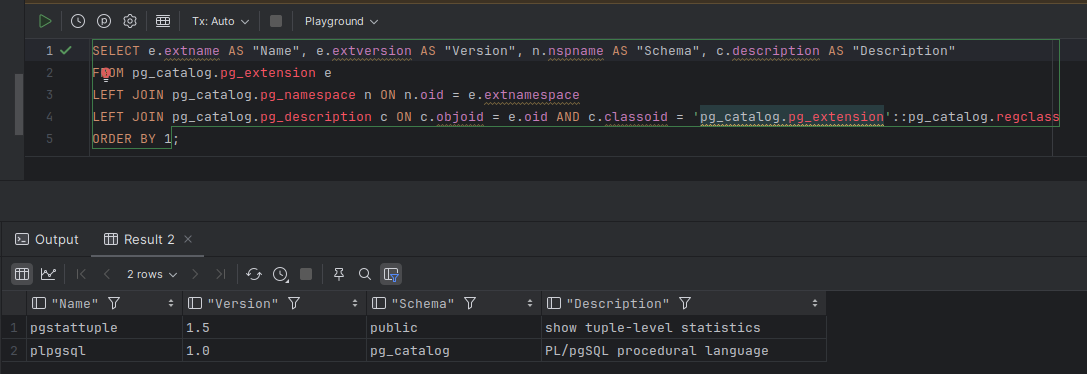 Tx: Auto Playground
1 SELECT e.extname AS "Name", e.extversion AS "Version", n.nspname AS "Schema", c.description AS "Description"
2 FROM pg_catalog.pg_extension e
3 LEFT JOIN pg_catalog.pg_namespace n ON n.oid = e.extnamespace
4 LEFT JOIN pg_catalog.pg_description c ON c.objoid = e.oid AND c.classoid = 'pg_catalog.pg_extension'::pg_catalog.regclass
5 ORDER BY 1;
Output Result 2
2 rows
"Name" "Version" "Schema" "Description"
1 pgstattuple 1.5 public show tuple-level statistics
2 plpgsql 1.0 pg_catalog PL/pgSQL procedural language